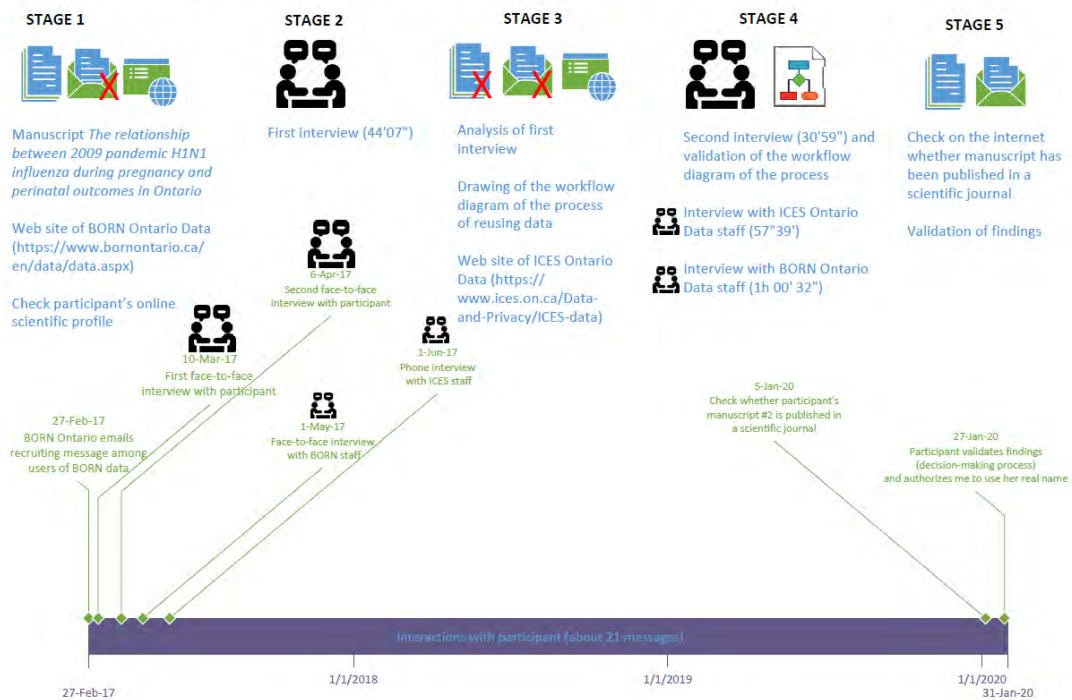 STAGE 1
Manuscript The relationship
between 2009 pandemic H1N1
influenza during pregnancy and
perinatal outcomes in Ontario
Web site of BORN Ontario Data
(https://www.bornontario.ca/
en/data/data.aspx)
Check participant's online
scientific profile
STAGE 2
First interview (44'07")
STAGE 3
Analysis of first
interview
Drawing of the workflow
diagram of the process
of reusing data
Web site of ICES Ontario
Data (https://
www.ices.on.ca/Data-
and-Privacy/ICES-data)
STAGE 4
Second interview (30'59") and
validation of the workflow
diagram of the process
Interview with ICES Ontario
Data staff (57"39')
Interview with BORN Ontario
Data staff (1h 00' 32")
STAGE 5
Check on the internet
whether manuscript has
been published in a
scientific journal
Validation of findings
27-Feb-17
BORN Ontario emails
recruiting message among
users of BORN data
10-Mar-17
First face-to-face
interview with participant
6-Apr-17
Second face-to-face
interview with participant
1-May-17
Face-to-face interview
with BORN staff
1-Jun-17
Phone interview
with ICES staff
5-Jan-20
Check whether participant's
manuscript #2 is published in
a scientific journal
27-Jan-20
Participant validates findings
(decision-making process)
and authorizes me to use her real name
Interactions with participant (about 21 messages)
27-Feb-17
1/1/2018
1/1/2019
1/1/2020
31-Jan-20